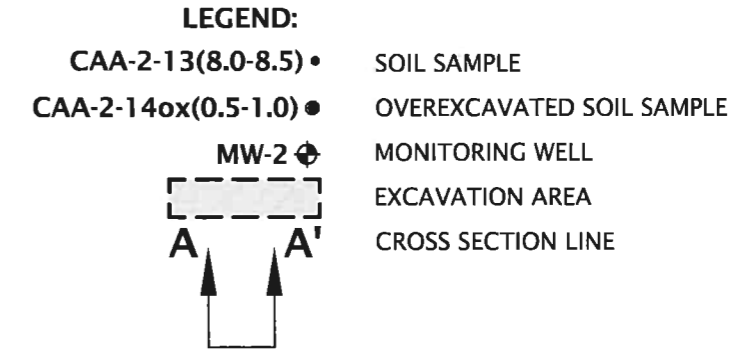 LEGEND:
CAA-2-13(8.0-8.5) SOIL SAMPLE
CAA-2-14ox(0.5-1.0) OVEREXCAVATED SOIL SAMPLE
MW-2 MONITORING WELL
EXCAVATION AREA
A A' CROSS SECTION LINE